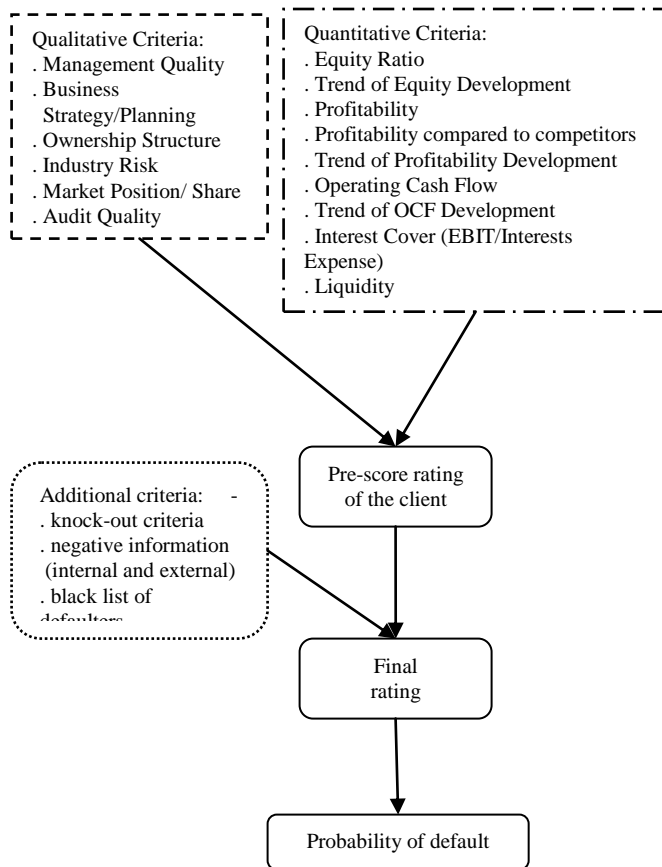 Qualitative Criteria:
. Management Quality
. Business
Strategy/Planning
. Ownership Structure
. Industry Risk
. Market Position/ Share
. Audit Quality
Quantitative Criteria:
. Equity Ratio
. Trend of Equity Development
. Profitability
. Profitability compared to competitors
. Trend of Profitability Development
. Operating Cash Flow
. Trend of OCF Development
. Interest Cover (EBIT/Interests
Expense)
. Liquidity
Pre-score rating
of the client
Additional criteria: -
. knock-out criteria
. negative information
(internal and external)
. black list of
defaulters
Final
rating
Probability of default